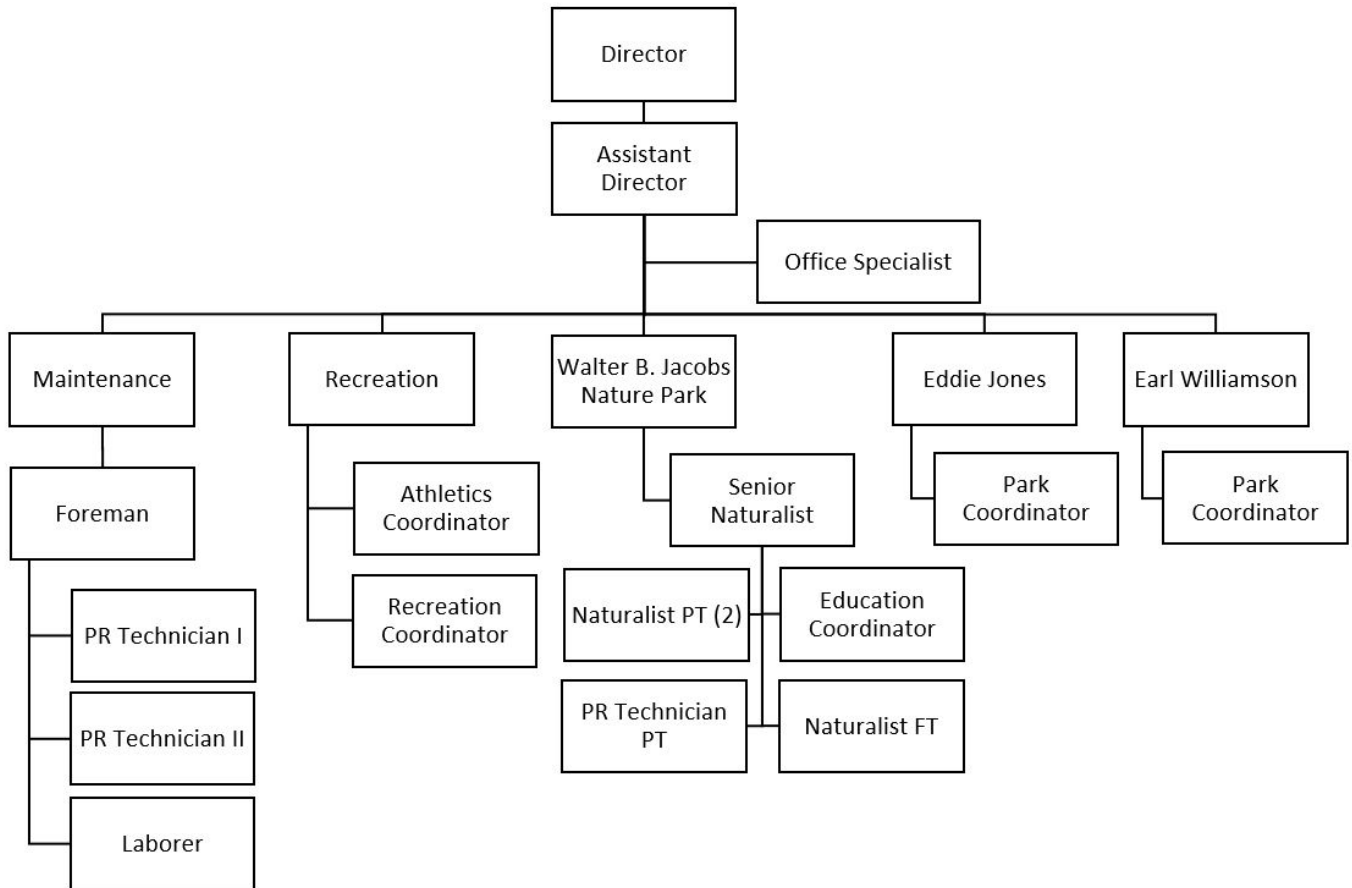 Director
Assistant
Director
Office Specialist
Maintenance
Recreation
Walter B. Jacobs
Nature Park
Eddie Jones
Earl Williamson
Foreman
Athletics
Coordinator
Recreation
Coordinator
Senior
Naturalist
Park
Coordinator
Park
Coordinator
PR Technician I
PR Technician II
Laborer
Naturalist PT (2)
Education
Coordinator
PR Technician
PT
Naturalist FT